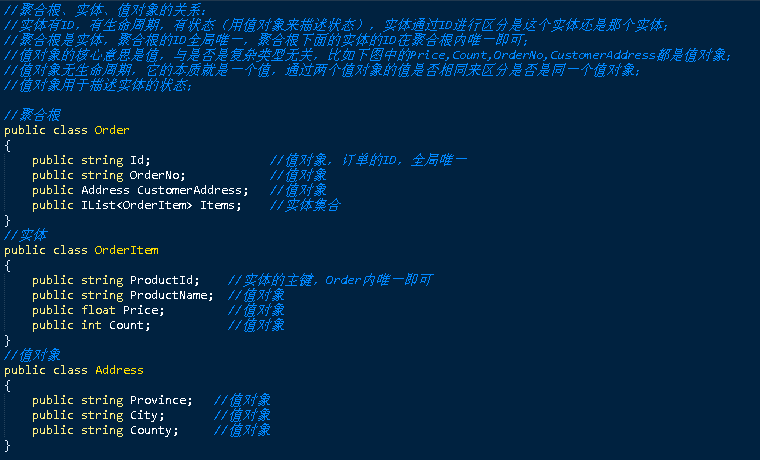 //聚合根、实体、值对象的关系;
//实体有ID，有生命周期，有状态（用值对象来描述状态），实体通过ID进行区分是这个实体还是那个实体;
//聚合根是实体，聚合根的ID全局唯一，聚合根下面的实体的ID在聚合根内唯一即可;
//值对象的核心意思是值，与是否是复杂类型无关，比如下图中的Price,Count,OrderNo,CustomerAddress都是值对象;
//值对象无生命周期，它的本质就是一个值，通过两个值对象的值是否相同来区分是否是同一个值对象;
//值对象用于描述实体的状态;
//聚合根
public class Order
{
public string Id; //值对象，订单的ID，全局唯一
public string OrderNo; //值对象
public Address CustomerAddress; //值对象
public IList<OrderItem> Items; //实体集合
}
//实体
public class OrderItem
{
public string ProductId; //实体的主键，Order内唯一即可
public string ProductName; //值对象
public float Price; //值对象
public int Count; //值对象
}
//值对象
public class Address
{
public string Province; //值对象
public string City; //值对象
public string County; //值对象
}